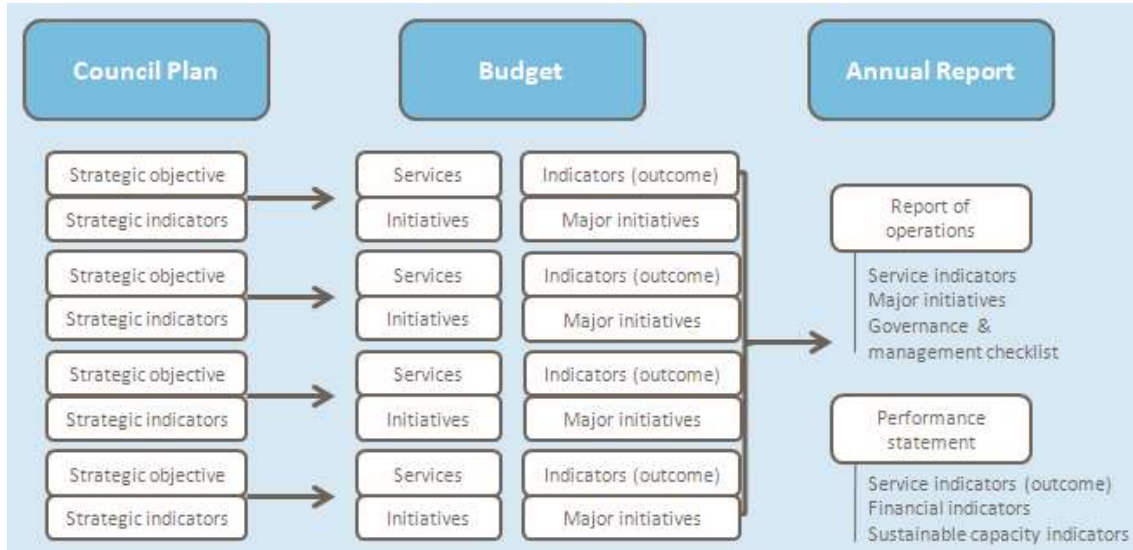 Council Plan
Budget
Annual Report
Strategic objective
Strategic indicators
Strategic objective
Strategic indicators
Strategic objective
Strategic indicators
Strategic objective
Strategic indicators
Services
Initiatives
Services
Initiatives
Services
Initiatives
Services
Initiatives
Indicators (outcome)
Major initiatives
Indicators (outcome)
Major initiatives
Indicators (outcome)
Major initiatives
Indicators (outcome)
Major initiatives
Report of
operations
Service indicators
Major initiatives
Governance &
management checklist
Performance
statement
Service indicators (outcome)
Financial indicators
Sustainable capacity indicators